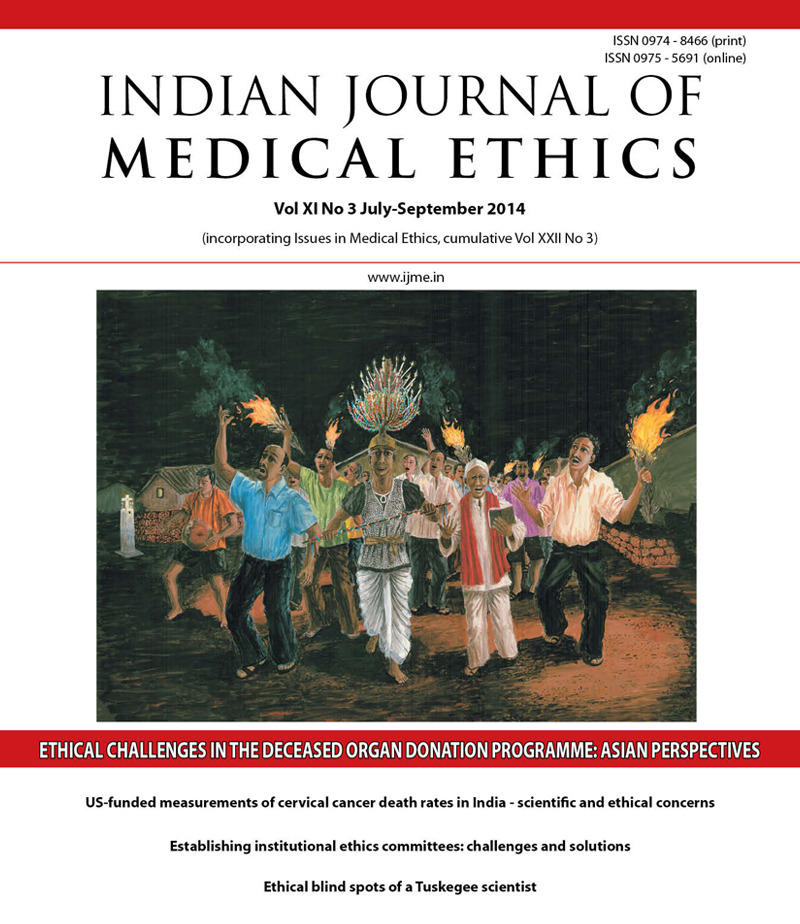 ISSN 0974 - 8466 (print)
ISSN 0975 - 5691 (online)
INDIAN JOURNAL OF
MEDICAL ETHICS
Vol XI No 3 July-September 2014
(incorporating Issues in Medical Ethics, cumulative Vol XXII No 3)
www.ijme.in
ETHICAL CHALLENGES IN THE DECEASED ORGAN DONATION PROGRAMME: ASIAN PERSPECTIVES
US-funded measurements of cervical cancer death rates in India - scientific and ethical concerns
Establishing institutional ethics committees: challenges and solutions
Ethical blind spots of a Tuskegee scientist